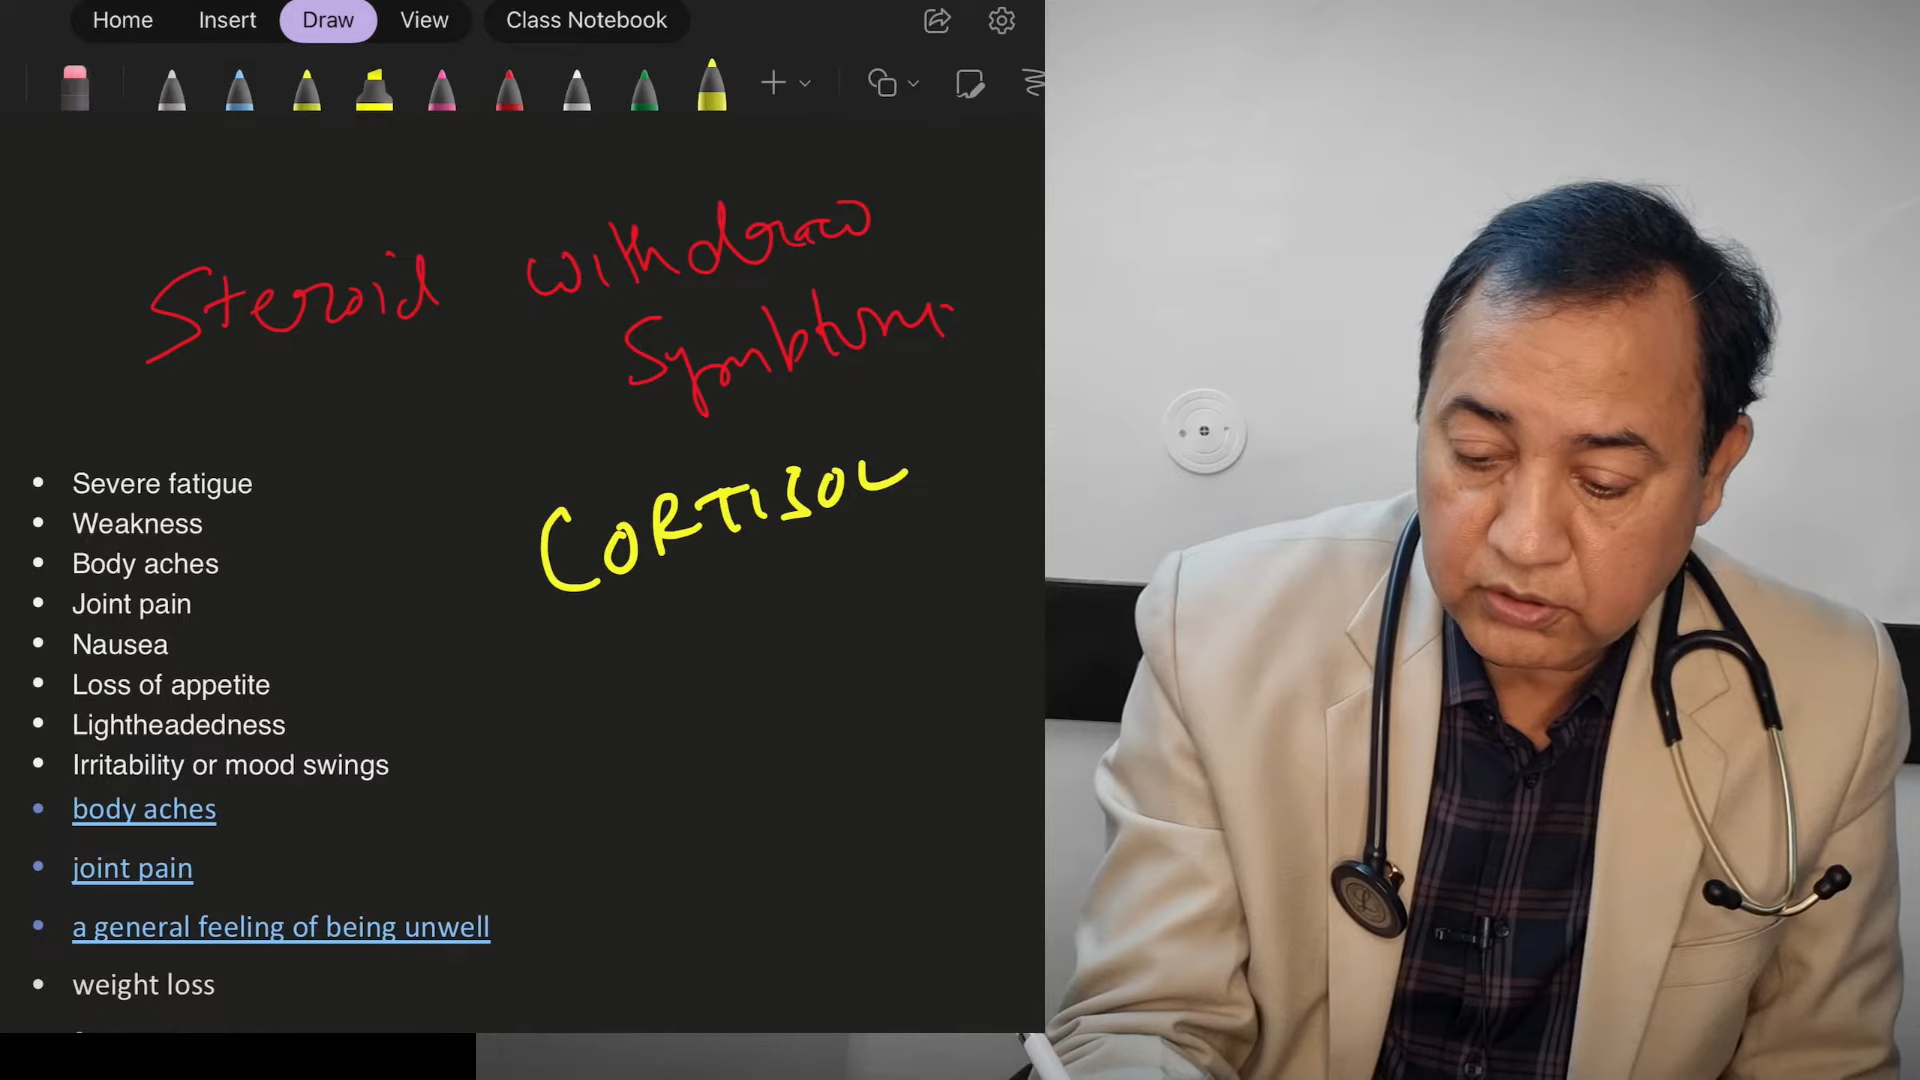 Home Insert Draw View Class Notebook
Steroid withdraw
Symptoms
CORTISOL
Severe fatigue
Weakness
Body aches
Joint pain
Nausea
Loss of appetite
Lightheadedness
Irritability or mood swings
body aches
joint pain
a general feeling of being unwell
weight loss